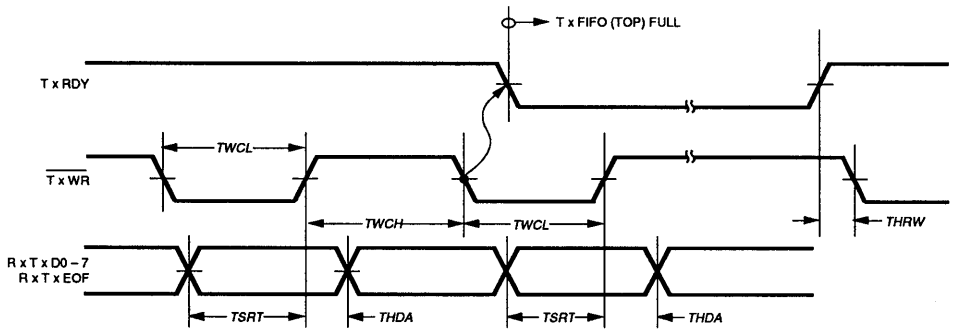 T x FIFO (TOP) FULL
T x RDY
TWCL
T x WR
TWCH
TWCL
THRW
R x T x D0 – 7
R x T x EOF
TSRT
THDA
TSRT
THDA